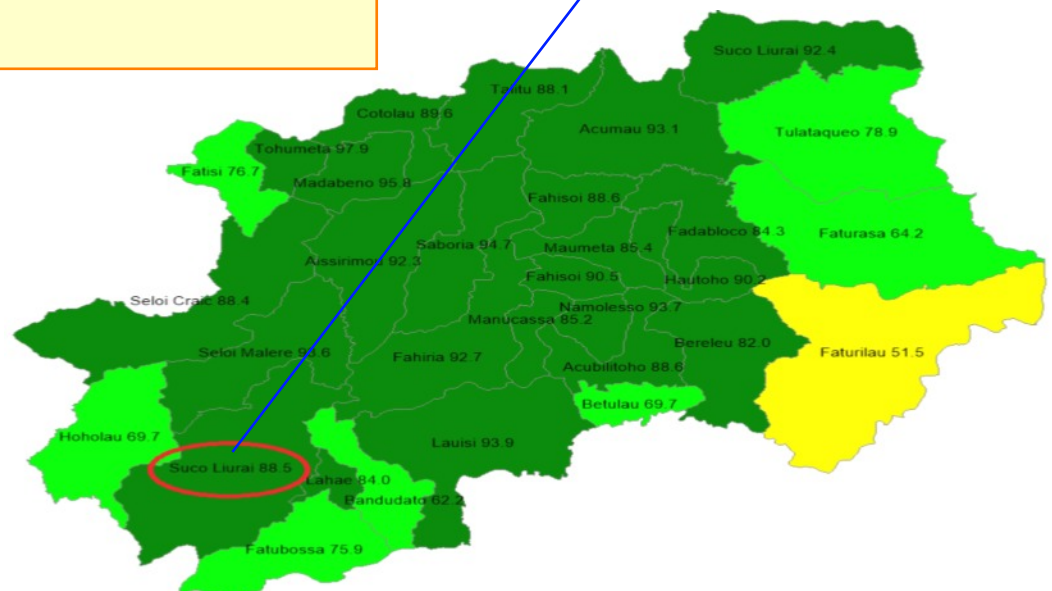 Suco Liurai 92.4
Talitu 88.1
Cotolau 89.6
Acumau 93.1
Tulataqueo 78.9
Tohumeta 97.9
Fatisi 76.7
Madabeno 95.8
Fahisoi 88.6
Fadabloco 84.3
Faturasa 64.2
Saboria 94.7
Maumeta 85.4
Aissirimou 92.3
Fahisoi 90.5
Hautoho 90.2
Seloi Craic 88.4
Namolesso 93.7
Manucassa 85.2
Seloi Malere 93.6
Fahiria 92.7
Bereleu 82.0
Faturilau 51.5
Acubilitoho 88.6
Betulau 69.7
Hoholau 69.7
Lauisi 93.9
Suco Liurai 88.5
Lahae 84.0
Bandudato 62.2
Fatubossa 75.9